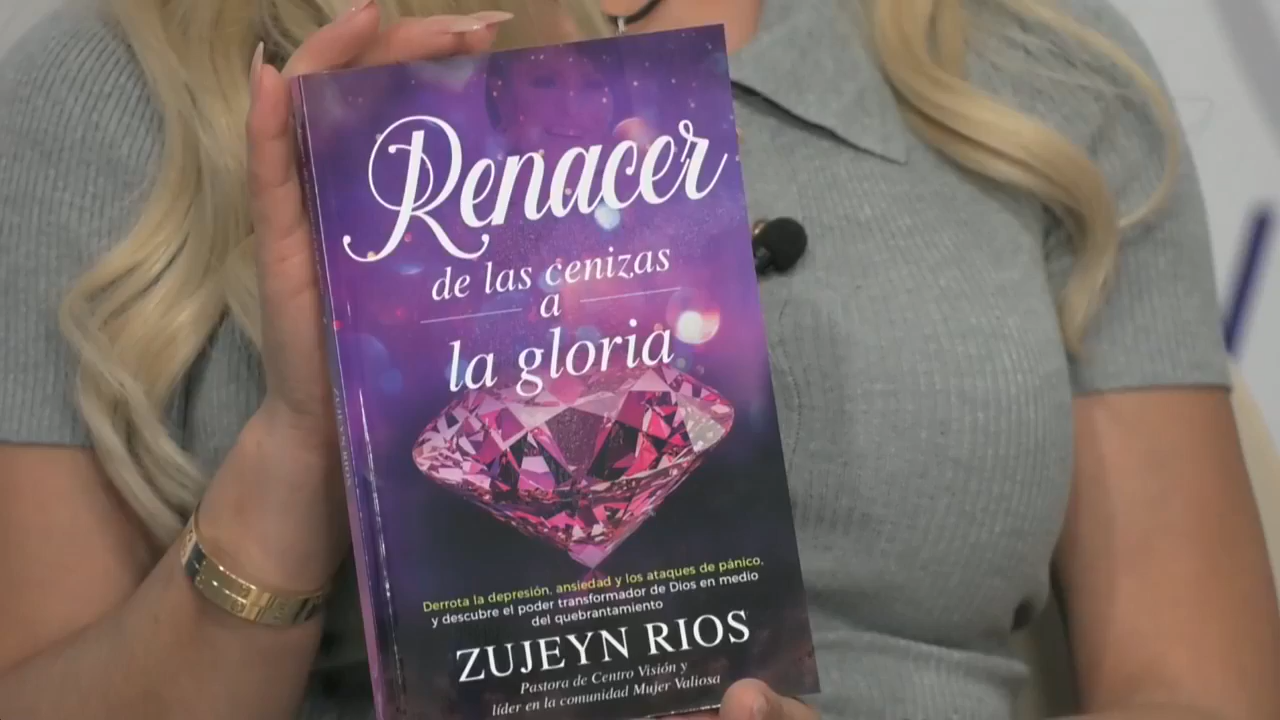 Renacer
de las cenizas
a
la gloria
Derrota la depresión, ansiedad y los ataques de pánico,
y descubre el poder transformador de Dios en medio
del quebrantamiento
ZUJEYN RIOS
Pastora de Centro Visión y
líder en la comunidad Mujer Valiosa